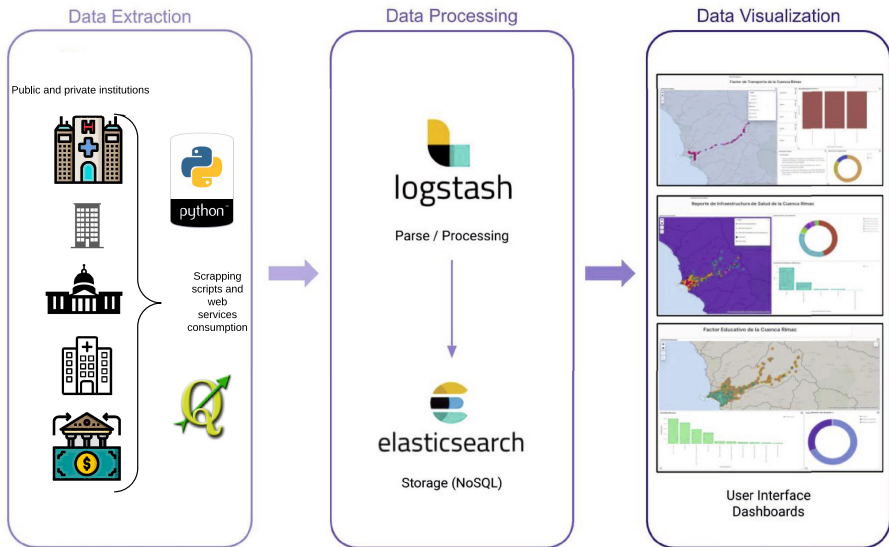 Data Extraction
Data Processing
Data Visualization
Public and private institutions
H
python™
Scrapping
scripts and
web
services
consumption
Q
$
logstash
Parse / Processing
elasticsearch
Storage (NoSQL)
Factor de Transporte de la Cuenca Rimac
Reporte de Infraestructura de Salud de la Cuenca Rimac
Factor Educativo de la Cuenca Rimac
User Interface
Dashboards